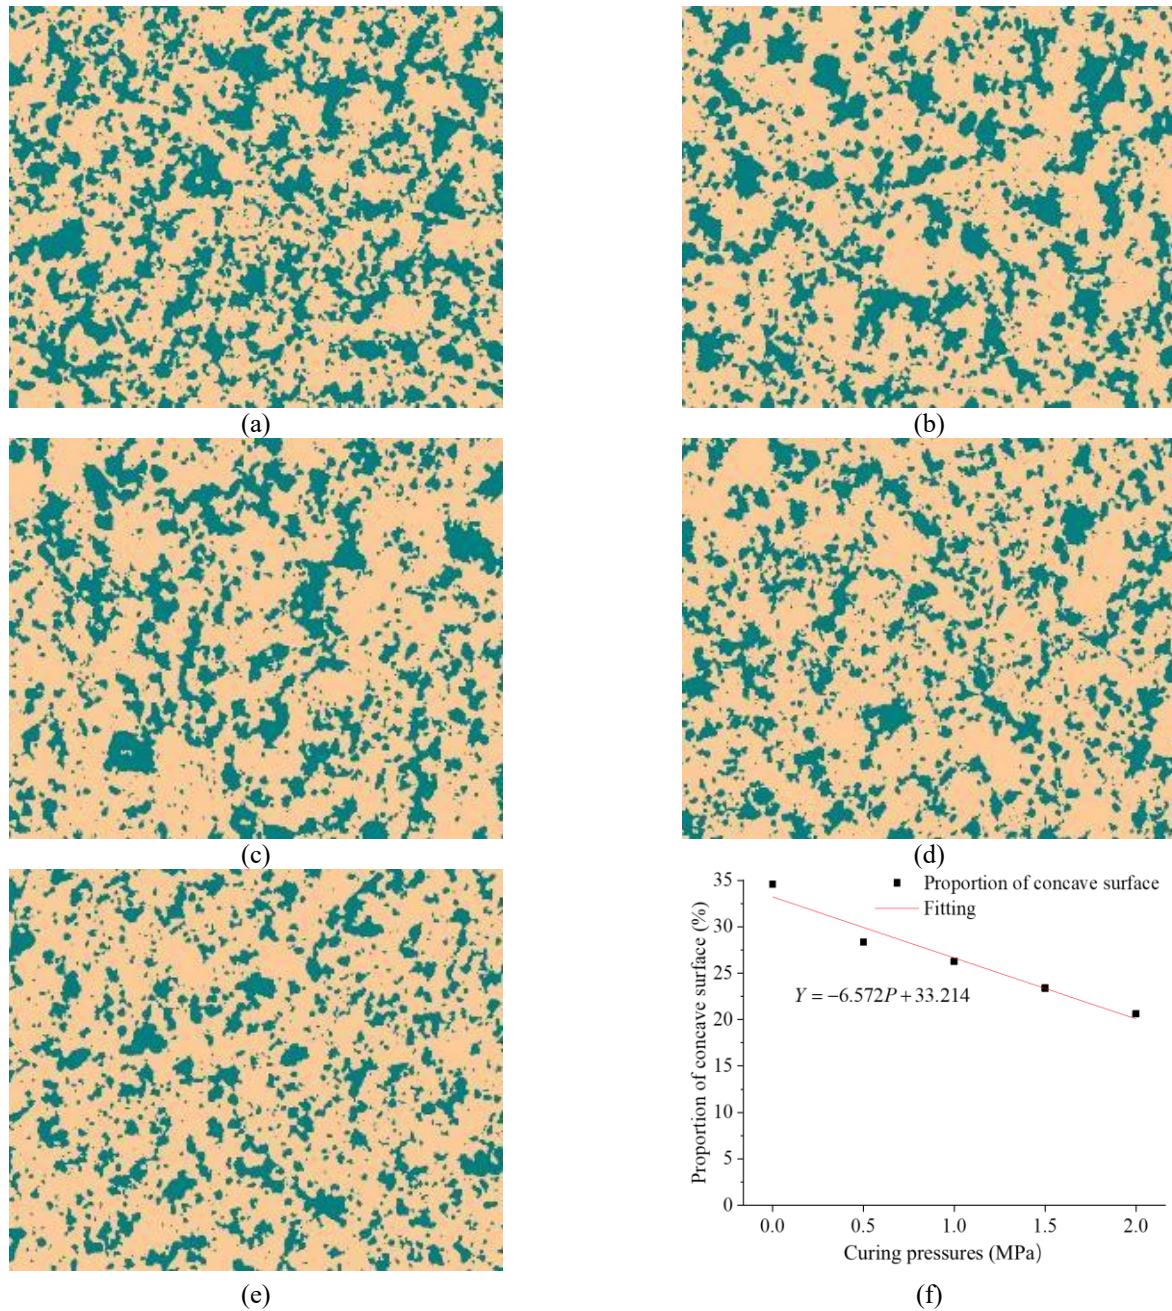 (a)
(b)
(c)
(d)
(e)
35
30
25
20
15
10
5
0
Proportion of concave surface (%)
Proportion of concave surface
Fitting
Y = −6.572P + 33.214
0.0 0.5 1.0 1.5 2.0
Curing pressures (MPa)
(f)